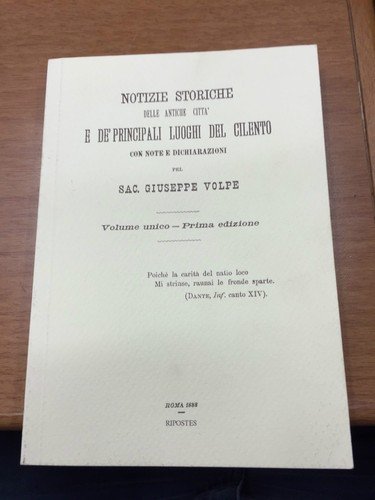 NOTIZIE STORICHE
DELLE ANTICHE CITTA'
E DE' PRINCIPALI LUOGHI DEL CILENTO
CON NOTE E DICHIARAZIONI
PEL
SAC. GIUSEPPE VOLPE
Volume unico — Prima edizione
Poichè la carità del natio loco
Mi strinse, raunai le fronde sparte.
(DANTE, Inf. canto XIV).
ROMA 1888
RIPOSTES